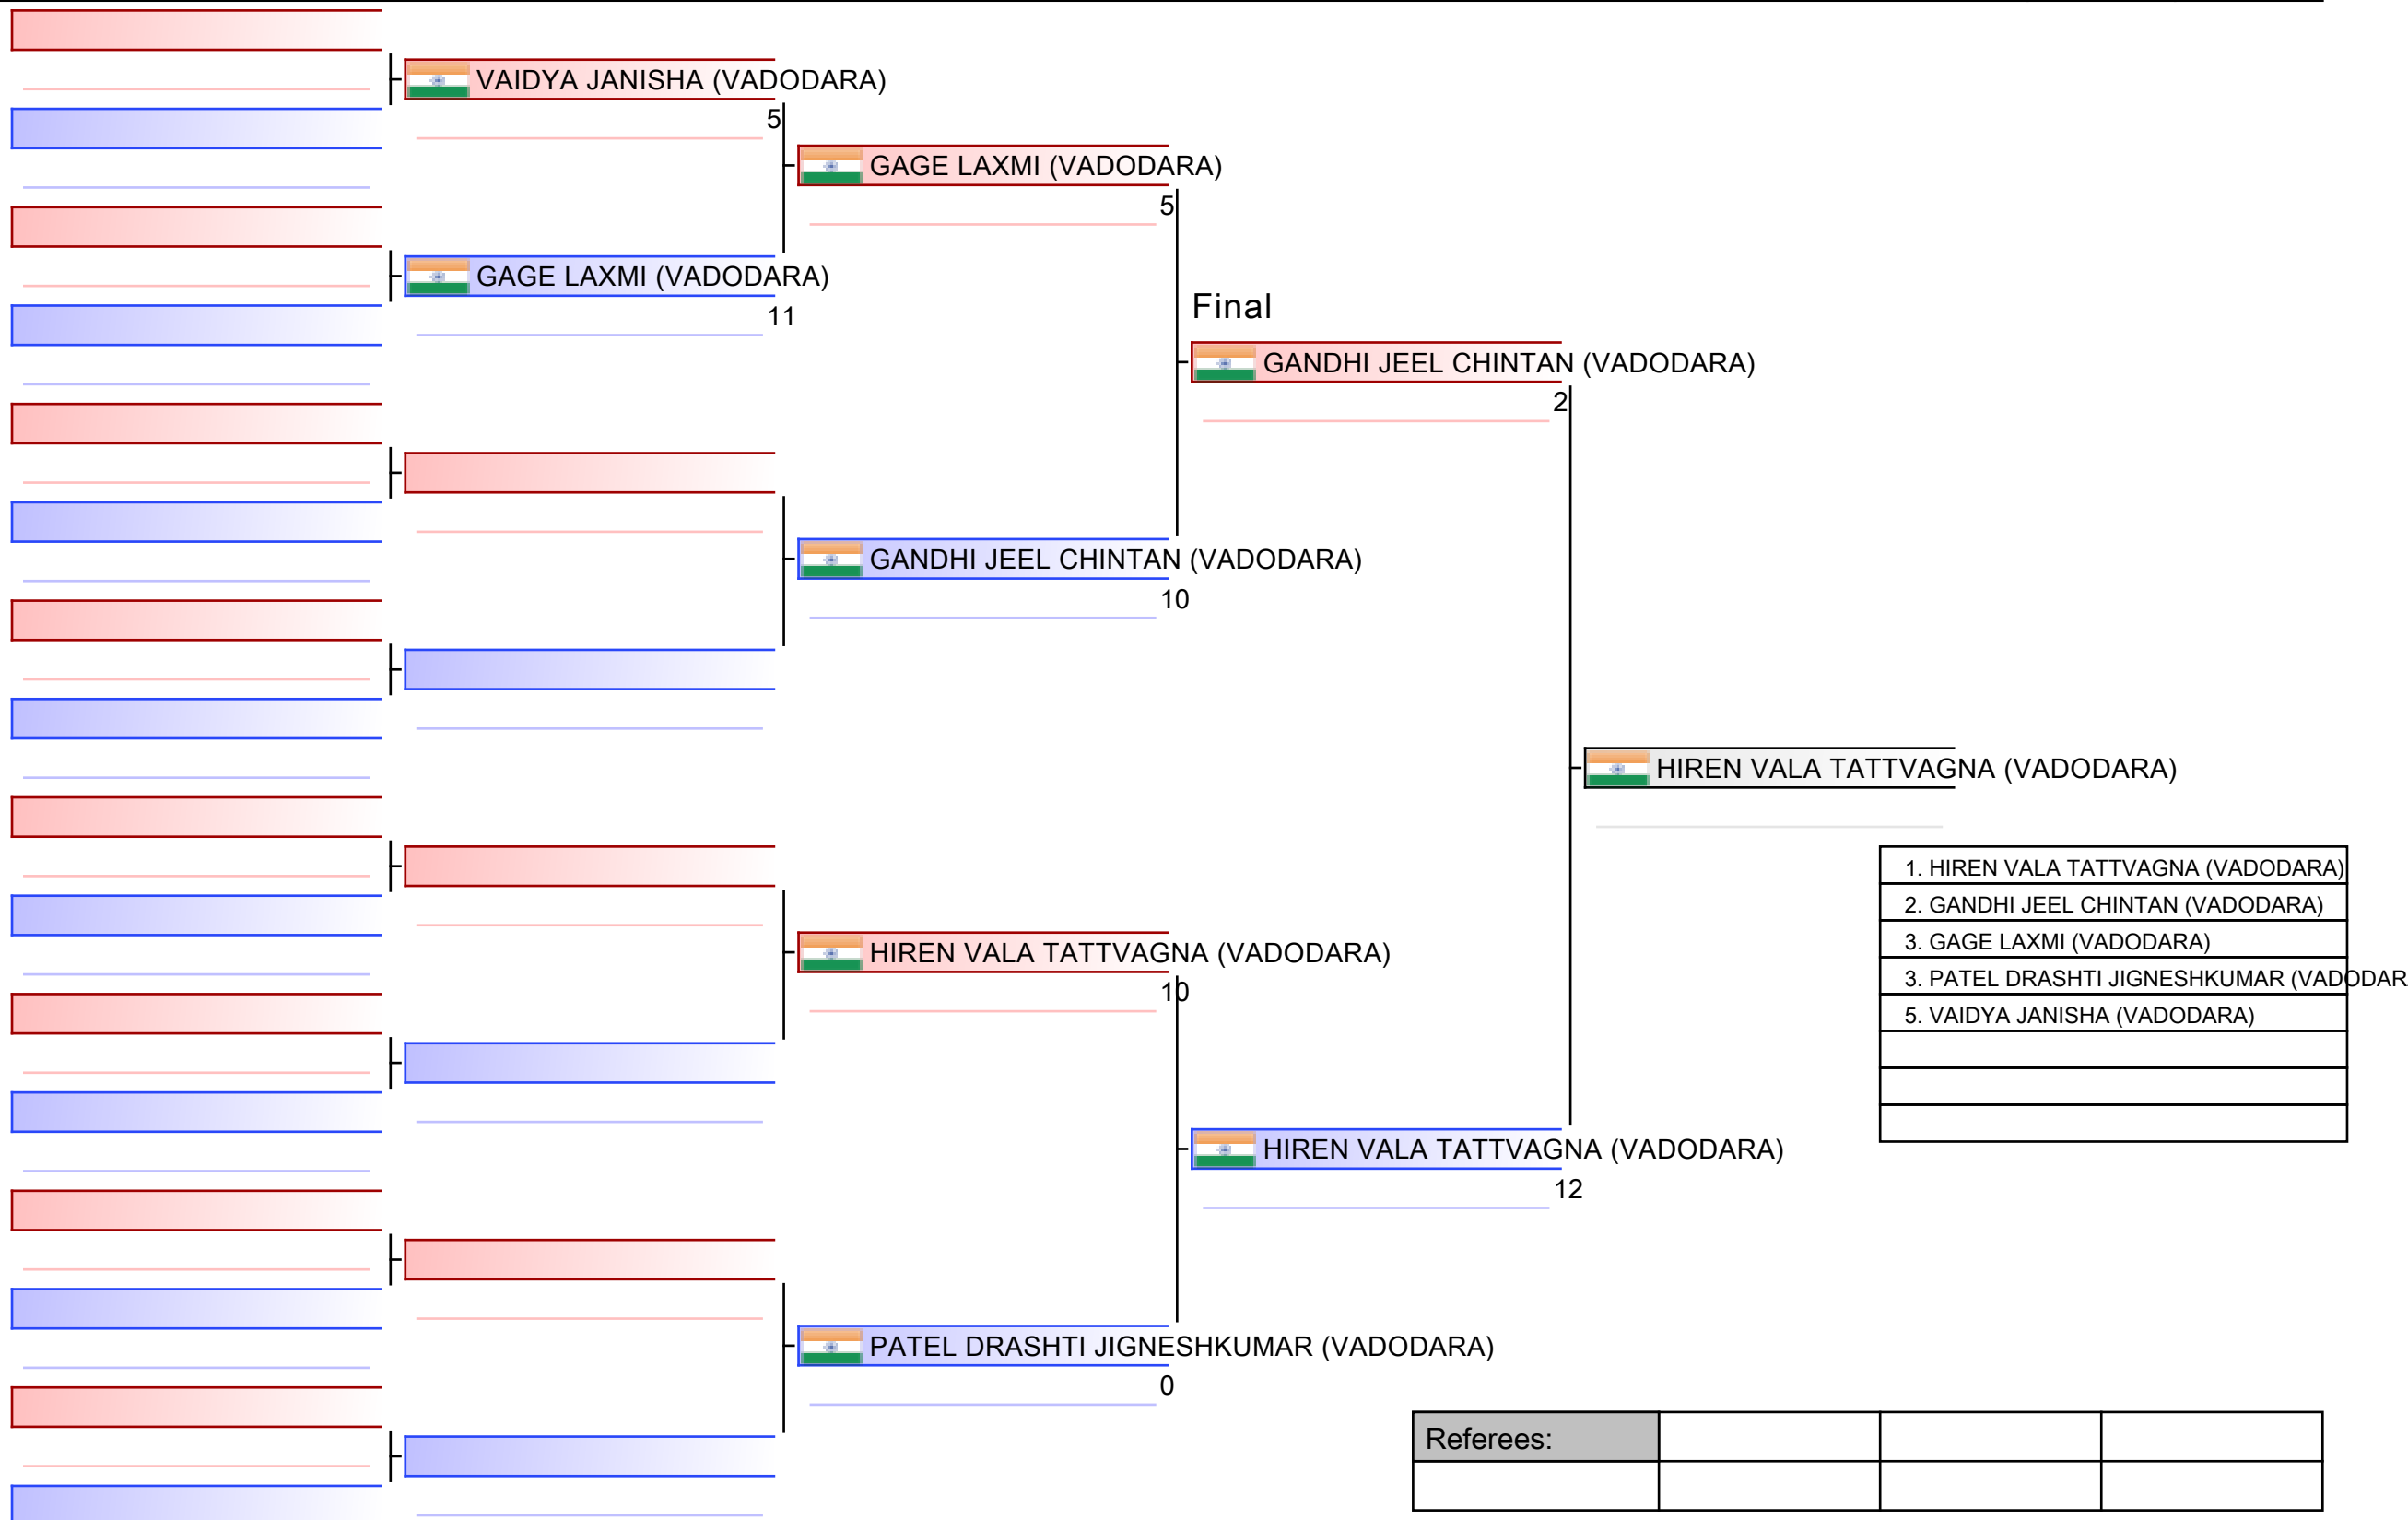 VAIDYA JANISHA (VADODARA)
5
GAGE LAXMI (VADODARA)
5
GAGE LAXMI (VADODARA)
11
Final
GANDHI JEEL CHINTAN (VADODARA)
2
GANDHI JEEL CHINTAN (VADODARA)
10
HIREN VALA TATTVAGNA (VADODARA)
1. HIREN VALA TATTVAGNA (VADODARA)
2. GANDHI JEEL CHINTAN (VADODARA)
3. GAGE LAXMI (VADODARA)
3. PATEL DRASHTI JIGNESHKUMAR (VADODAR
5. VAIDYA JANISHA (VADODARA)
HIREN VALA TATTVAGNA (VADODARA)
10
HIREN VALA TATTVAGNA (VADODARA)
12
PATEL DRASHTI JIGNESHKUMAR (VADODARA)
0
Referees: